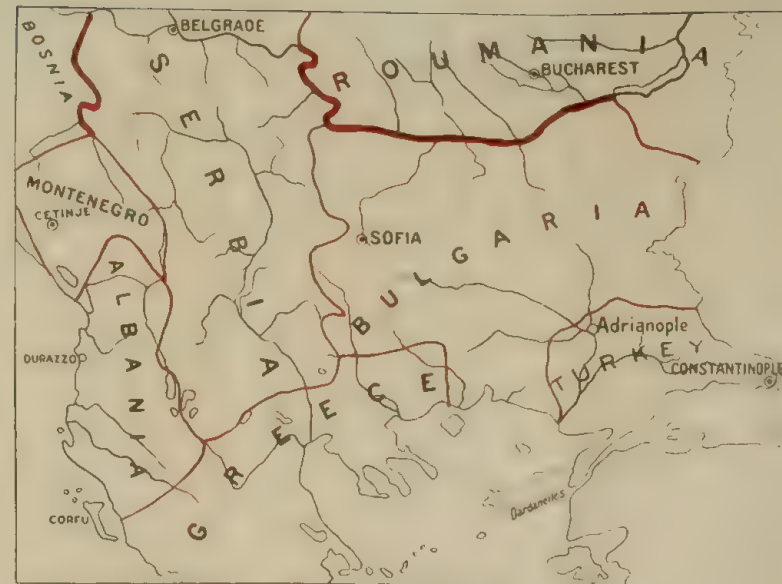 BELGRADE
BOSNIA
ROUMANIA
BUCHAREST
SERBIA
MONTENEGRO
CETINJE
SOFIA
BULGARIA
ALBANIA
DURAZZO
Adrianople
TURKEY
CONSTANTINOPLE
GREECE
Dardanelles
CORFU